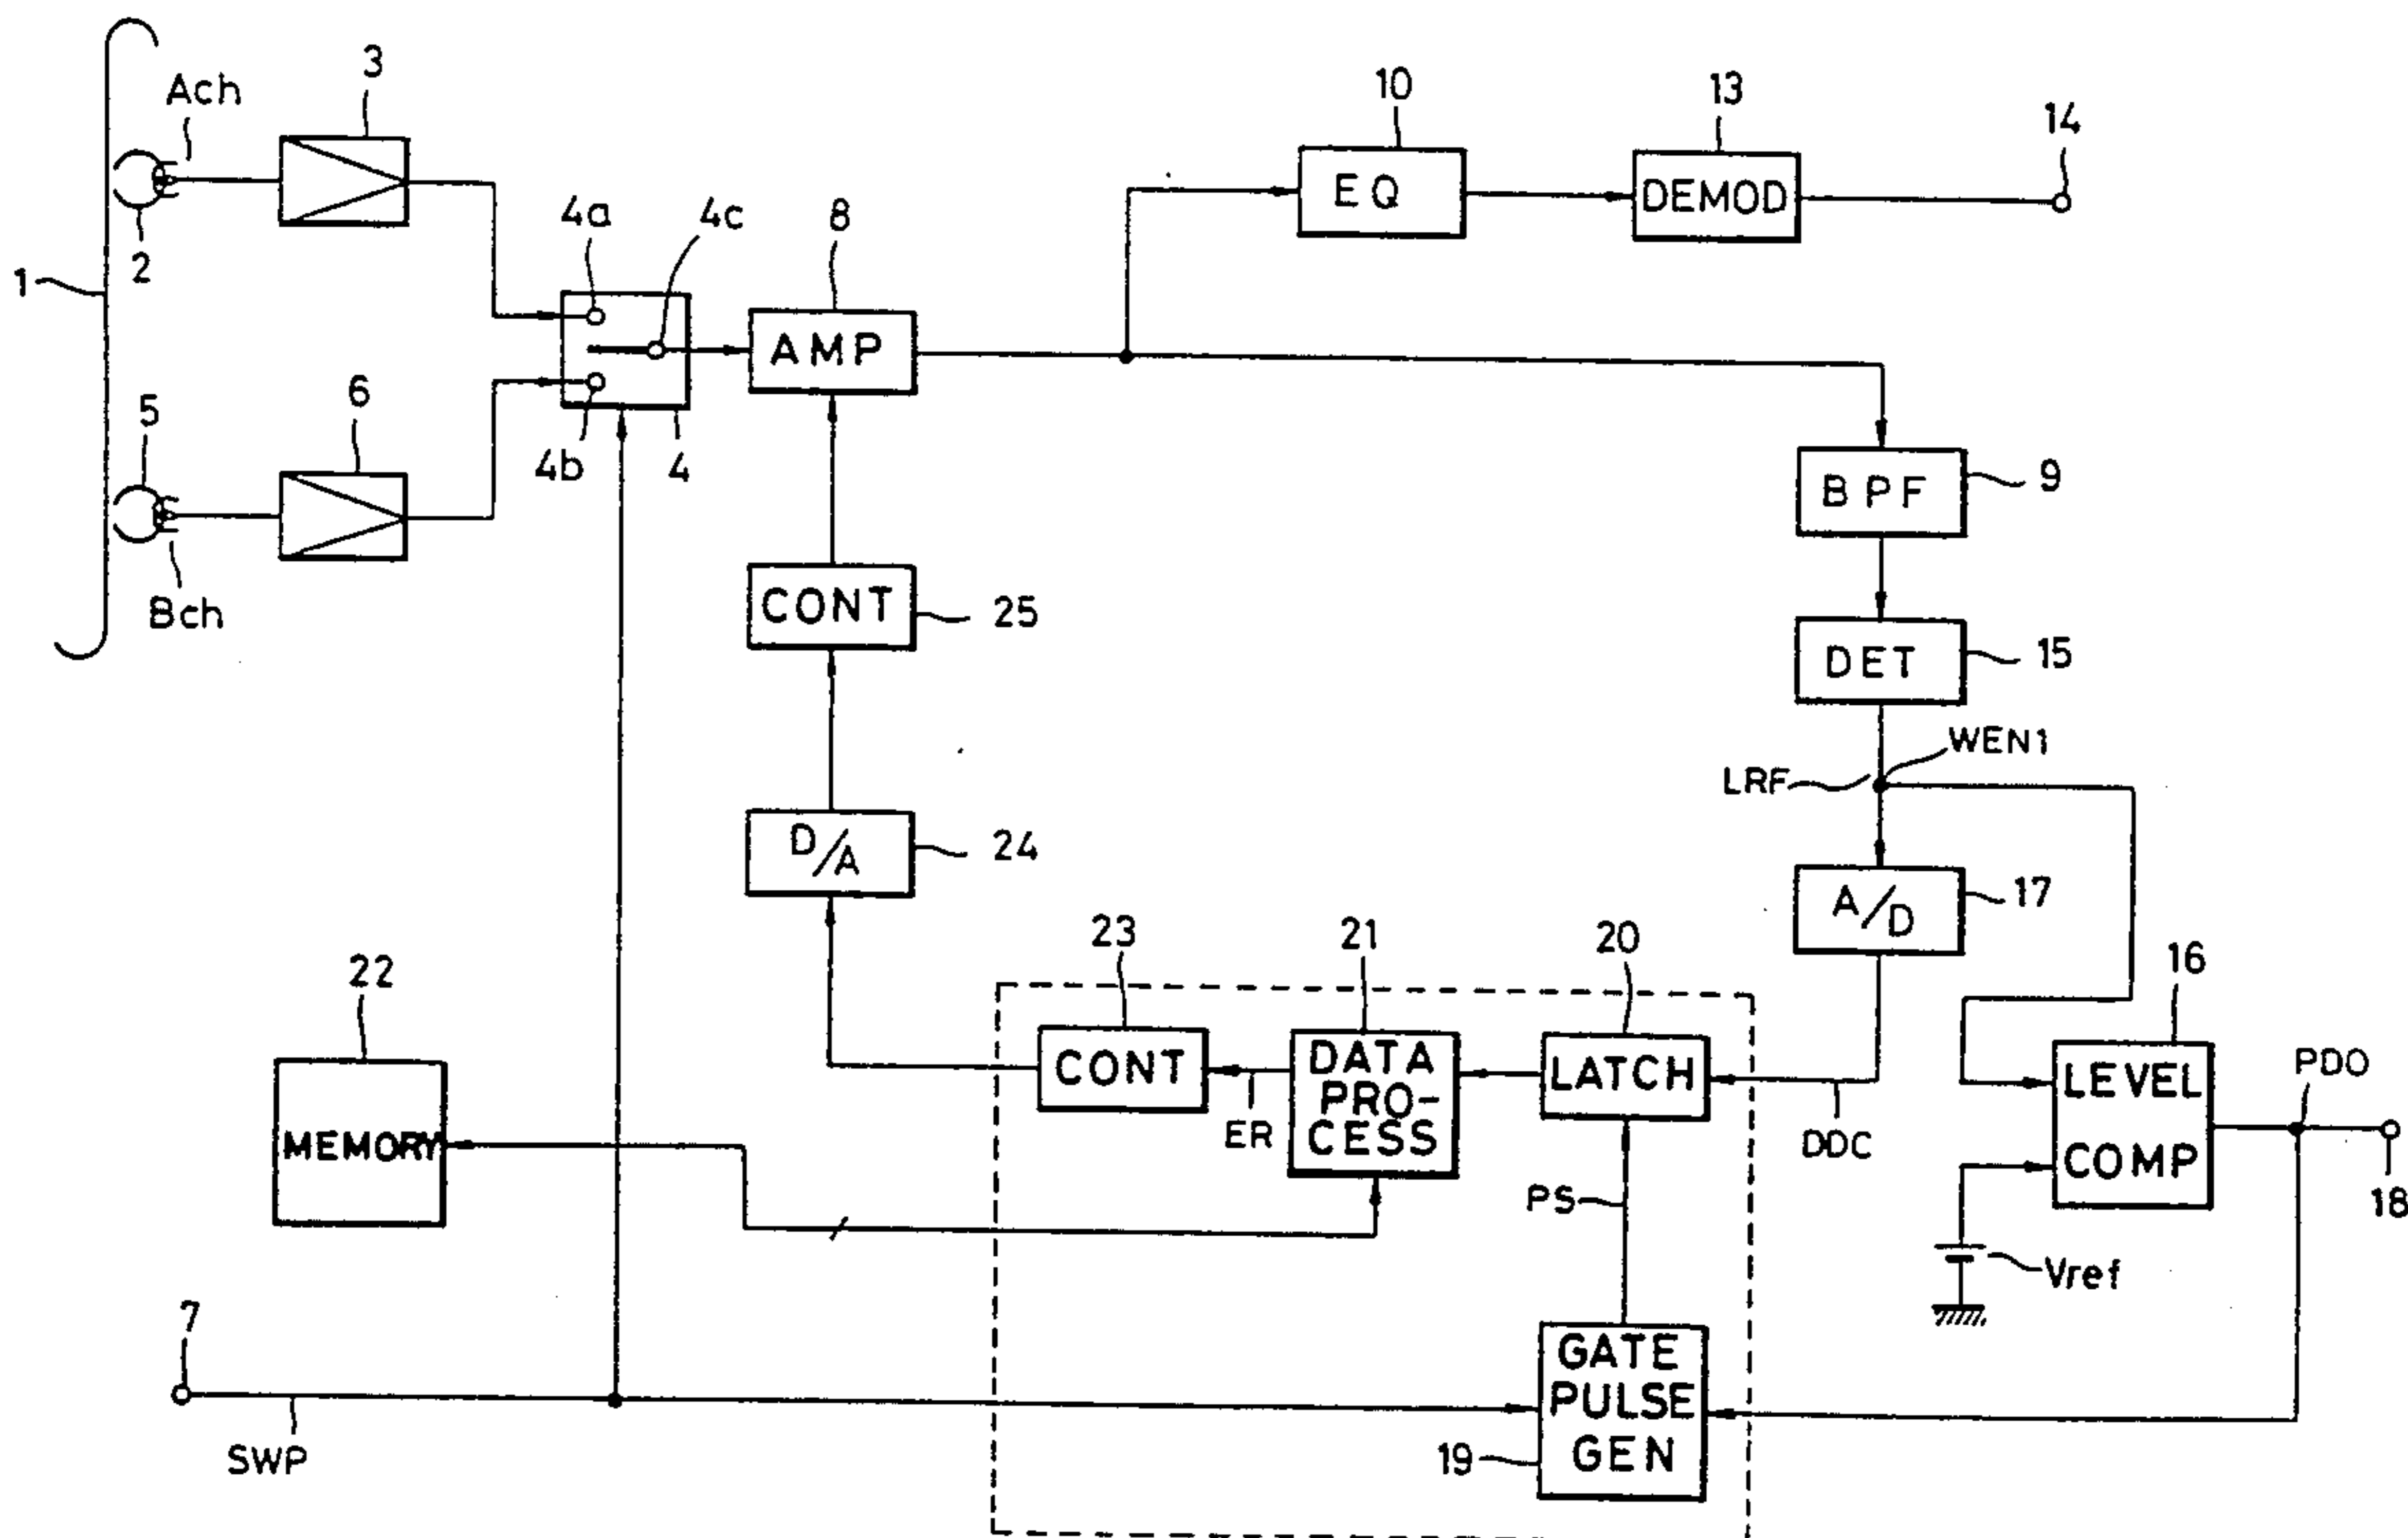 3
Ach
10
13
14
EQ
DEMOD
4a
4c
8
2
1
AMP
5
6
4b
4
BPF
9
Bch
CONT
25
DET
15
WEN1
LRF
D/A
24
A/D
17
23
21
20
16
22
CONT
DATA
PRO-
CESS
LATCH
LEVEL
COMP
PDO
ER
DDC
MEMORY
PS
18
Vref
7
GATE
PULSE
GEN
19
SWP